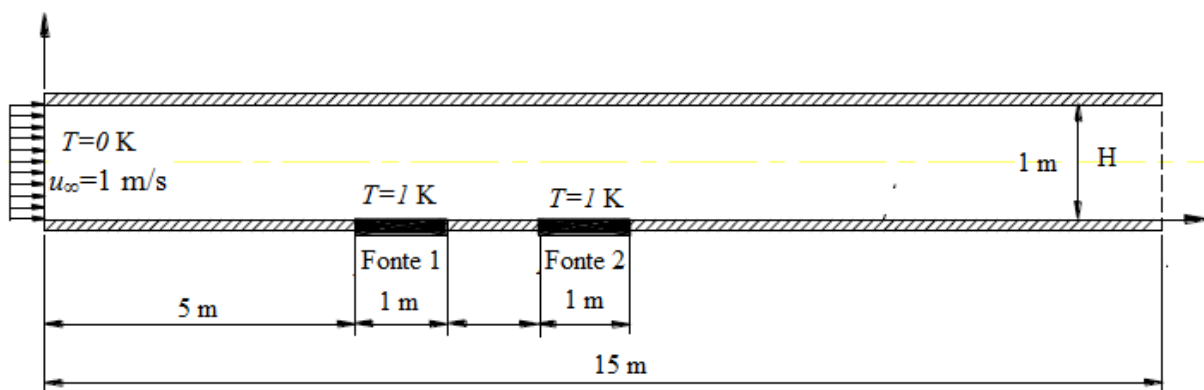 T=0 K
u∞=1 m/s
T=1 K
T=1 K
1 m
H
Fonte 1
Fonte 2
5 m
1 m
1 m
15 m